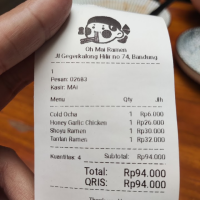 Oh Mai Ramen
Jl Gegerkalong Hilir no 74, Bandung
1
Pesan: 02683
Kasir: MAI
Menu Qty Jlh
Cold Ocha 1 Rp6.000
Honey Garlic Chicken 1 Rp26.000
Shoyu Ramen 1 Rp30.000
Tantan Ramen 1 Rp32.000
Kuantitas: 4 Subtotal: Rp94.000
Total: Rp94.000
QRIS: Rp94.000